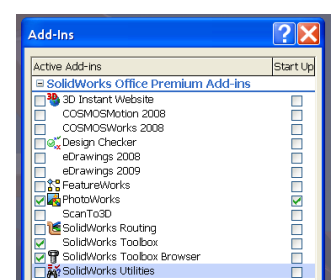 Add-Ins
Active Add-ins Start Up
SolidWorks Office Premium Add-ins
3D Instant Website
COSMOSMotion 2008
COSMOSWorks 2008
Design Checker
eDrawings 2008
eDrawings 2009
FeatureWorks
PhotoWorks
ScanTo3D
SolidWorks Routing
SolidWorks Toolbox
SolidWorks Toolbox Browser
SolidWorks Utilities